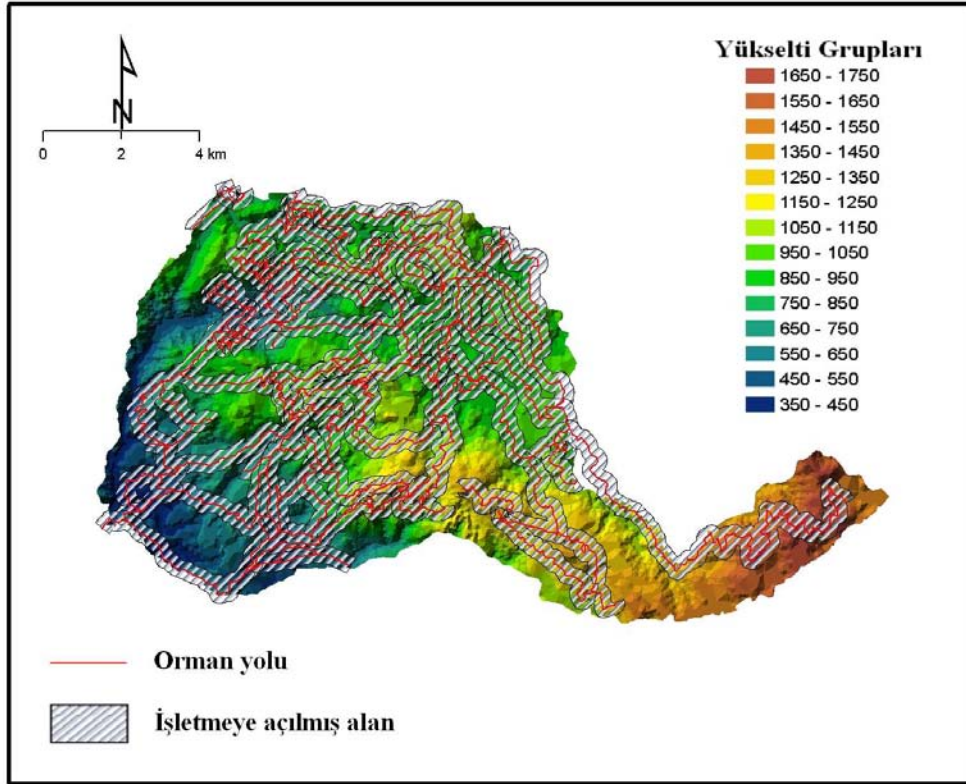 N
0 2 4 km
Yükselti Grupları
1650 - 1750
1550 - 1650
1450 - 1550
1350 - 1450
1250 - 1350
1150 - 1250
1050 - 1150
950 - 1050
850 - 950
750 - 850
650 - 750
550 - 650
450 - 550
350 - 450
Orman yolu
İşletmeye açılmış alan